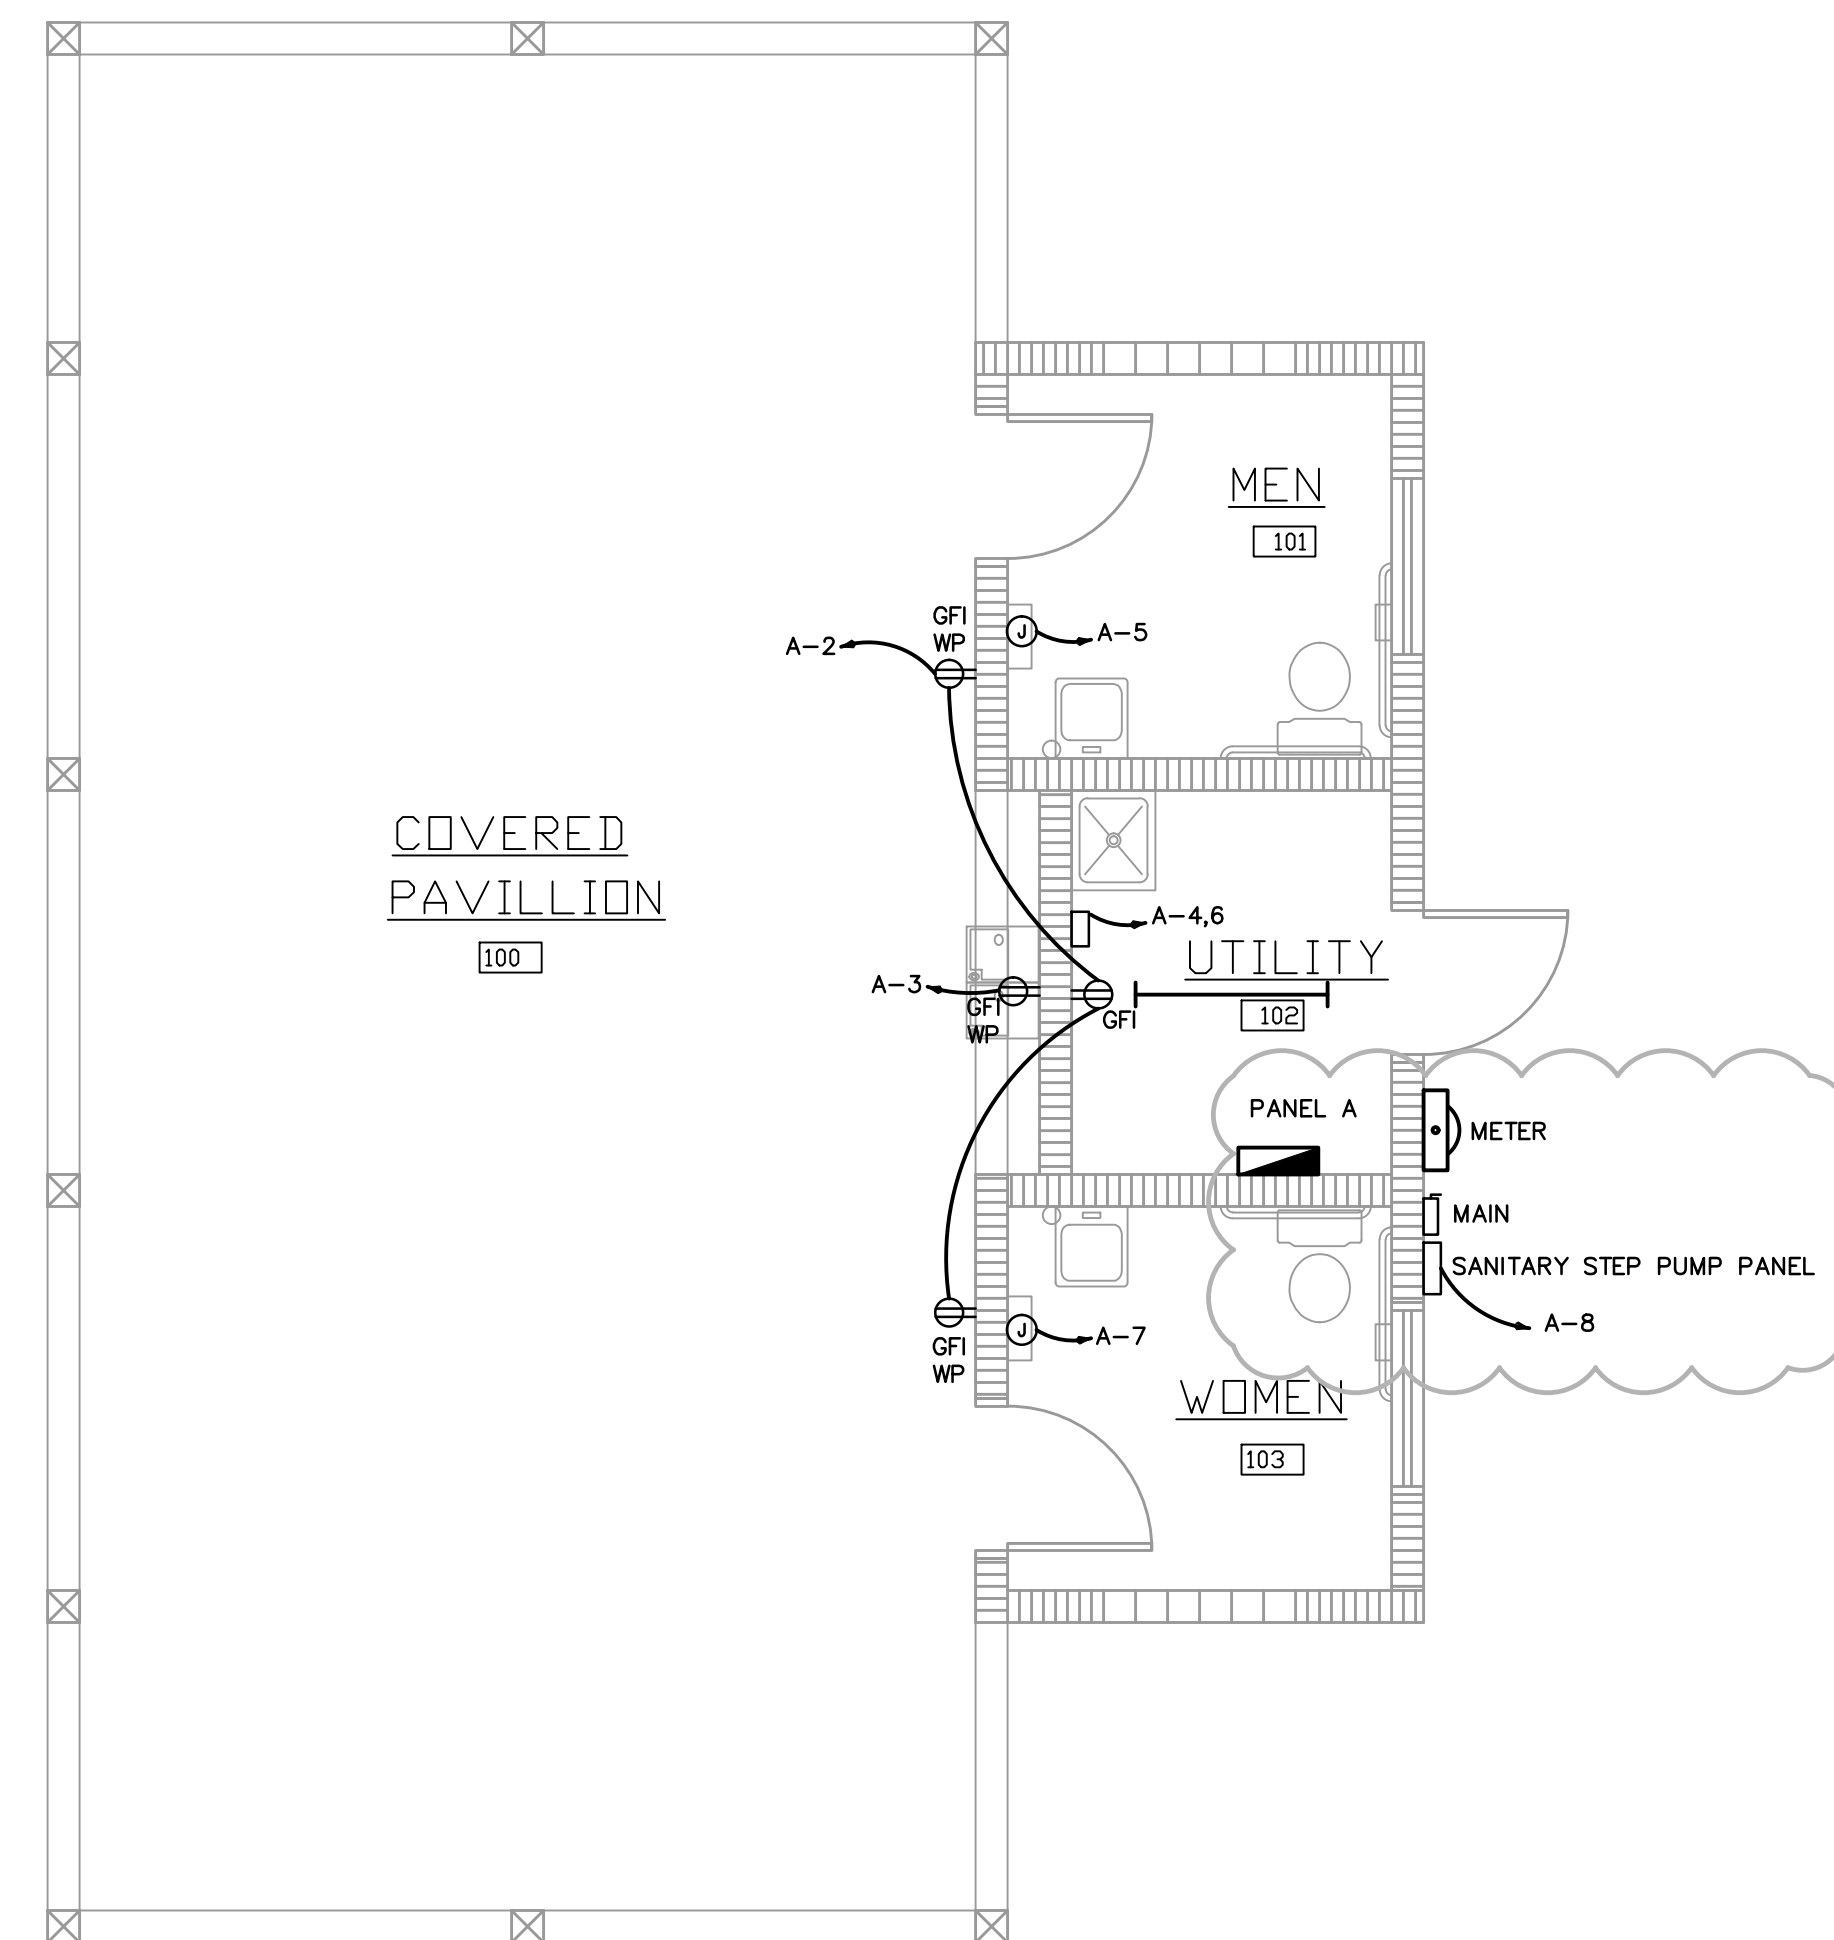 MEN
101
GFI
WP
A-2
J
A-5
COVERED
PAVILLION
100
A-4,6
UTILITY
102
A-3
GFI
WP
GFI
PANEL A
METER
MAIN
SANITARY STEP PUMP PANEL
A-8
GFI
WP
J
A-7
WOMEN
103